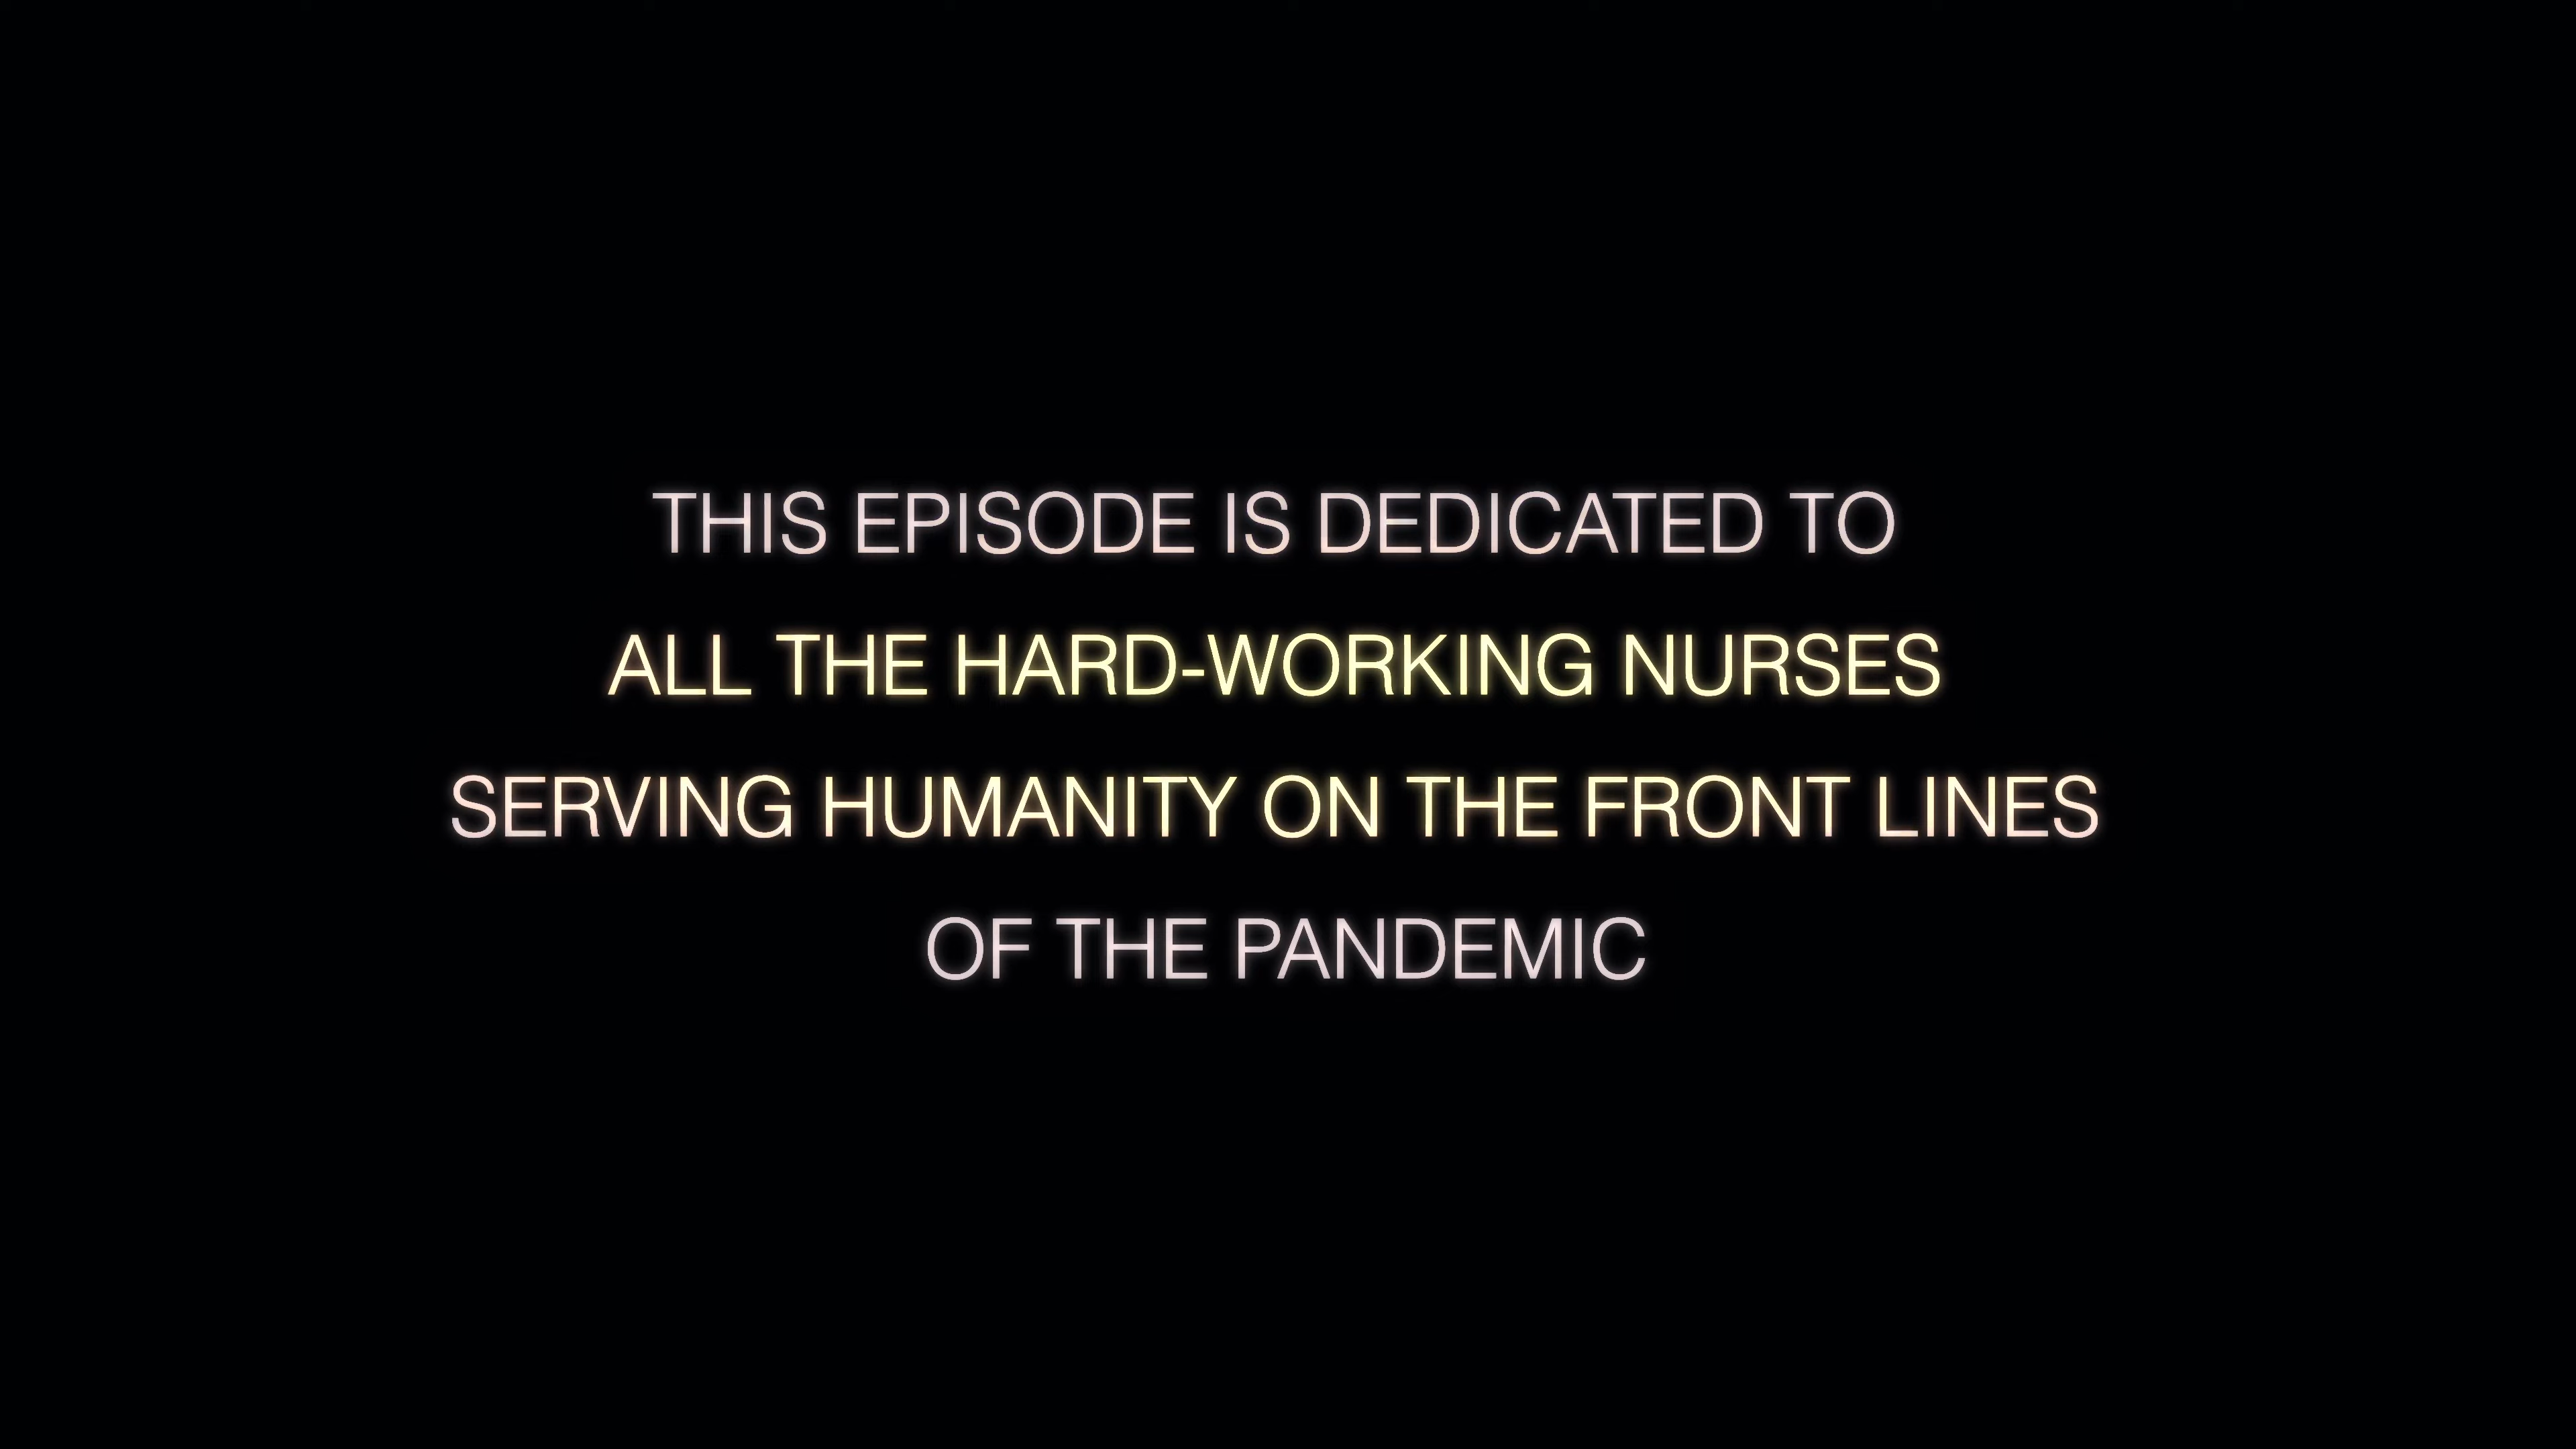 THIS EPISODE IS DEDICATED TO
ALL THE HARD-WORKING NURSES
SERVING HUMANITY ON THE FRONT LINES
OF THE PANDEMIC